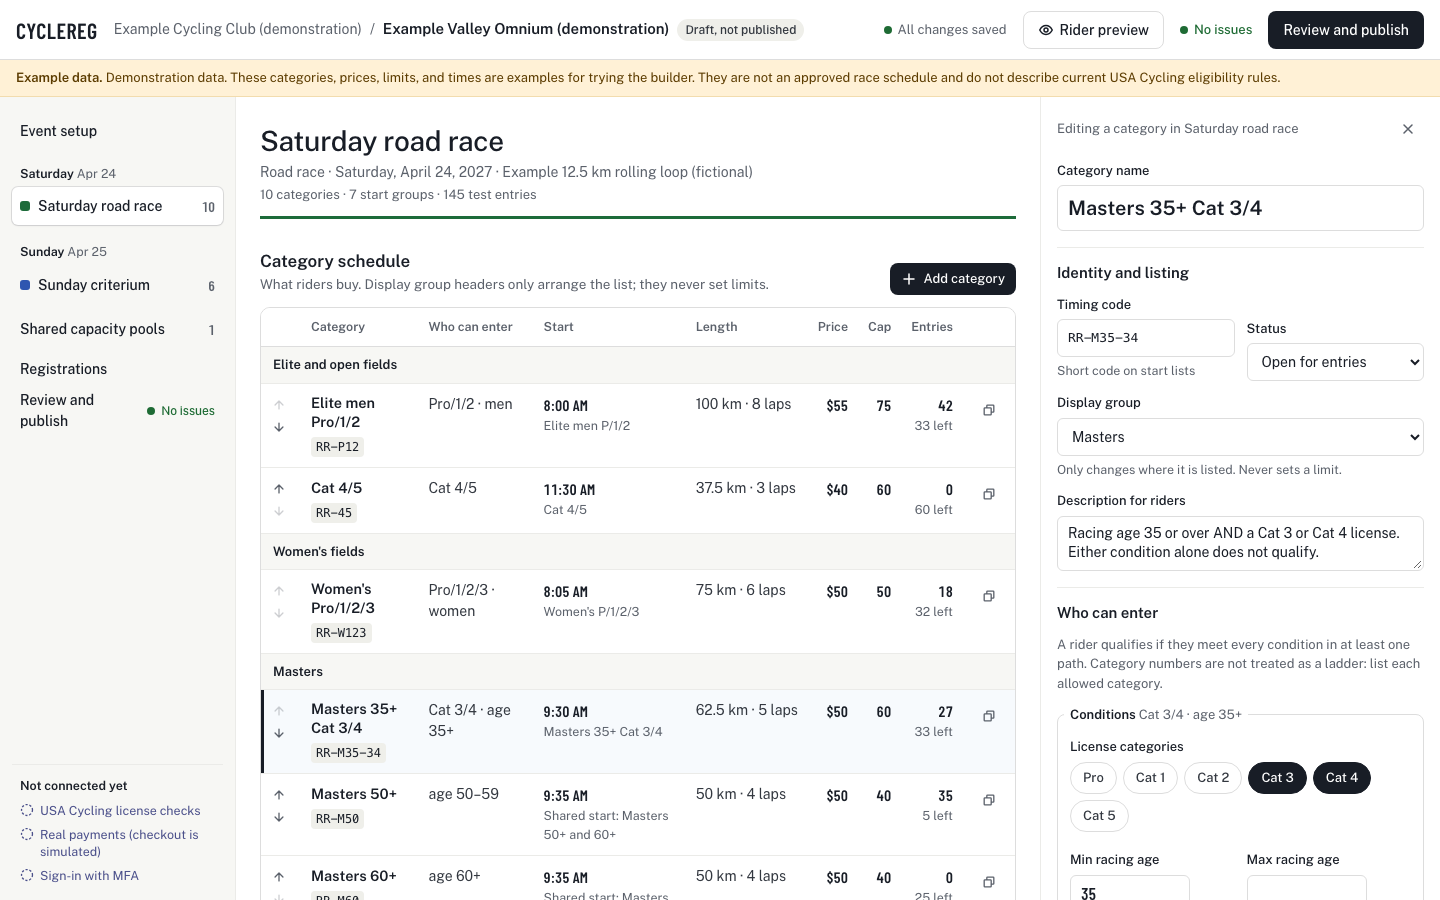 CYCLEREG
Example Cycling Club (demonstration) / Example Valley Omnium (demonstration)
Draft, not published
All changes saved
Rider preview
No issues
Review and publish
Example data. Demonstration data. These categories, prices, limits, and times are examples for trying the builder. They are not an approved race schedule and do not describe current USA Cycling eligibility rules.
Event setup
Saturday Apr 24
Saturday road race 10
Sunday Apr 25
Sunday criterium 6
Shared capacity pools 1
Registrations
Review and
publish
No issues
Not connected yet
USA Cycling license checks
Real payments (checkout is
simulated)
Sign-in with MFA
Saturday road race
Road race · Saturday, April 24, 2027 · Example 12.5 km rolling loop (fictional)
10 categories · 7 start groups · 145 test entries
Category schedule
What riders buy. Display group headers only arrange the list; they never set limits.
Add category
Category Who can enter Start Length Price Cap Entries
Elite and open fields
Elite men
Pro/1/2
RR-P12
Pro/1/2 · men
8:00 AM
Elite men P/1/2
100 km · 8 laps
$55
75
42
33 left
Cat 4/5
RR-45
Cat 4/5
11:30 AM
Cat 4/5
37.5 km · 3 laps
$40
60
0
60 left
Women's fields
Women's
Pro/1/2/3
RR-W123
Pro/1/2/3 ·
women
8:05 AM
Women's P/1/2/3
75 km · 6 laps
$50
50
18
32 left
Masters
Masters 35+
Cat 3/4
RR-M35-34
Cat 3/4 · age
35+
9:30 AM
Masters 35+ Cat 3/4
62.5 km · 5 laps
$50
60
27
33 left
Masters 50+
RR-M50
age 50–59
9:35 AM
Shared start: Masters
50+ and 60+
50 km · 4 laps
$50
40
35
5 left
Masters 60+
RR-M60
age 60+
9:35 AM
Shared start: Masters
50 km · 4 laps
$50
40
0
25 left
Editing a category in Saturday road race
Category name
Masters 35+ Cat 3/4
Identity and listing
Timing code
RR-M35-34
Short code on start lists
Status
Open for entries
Display group
Masters
Only changes where it is listed. Never sets a limit.
Description for riders
Racing age 35 or over AND a Cat 3 or Cat 4 license.
Either condition alone does not qualify.
Who can enter
A rider qualifies if they meet every condition in at least one
path. Category numbers are not treated as a ladder: list each
allowed category.
Conditions Cat 3/4 · age 35+
License categories
Pro Cat 1 Cat 2 Cat 3 Cat 4
Cat 5
Min racing age
35
Max racing age